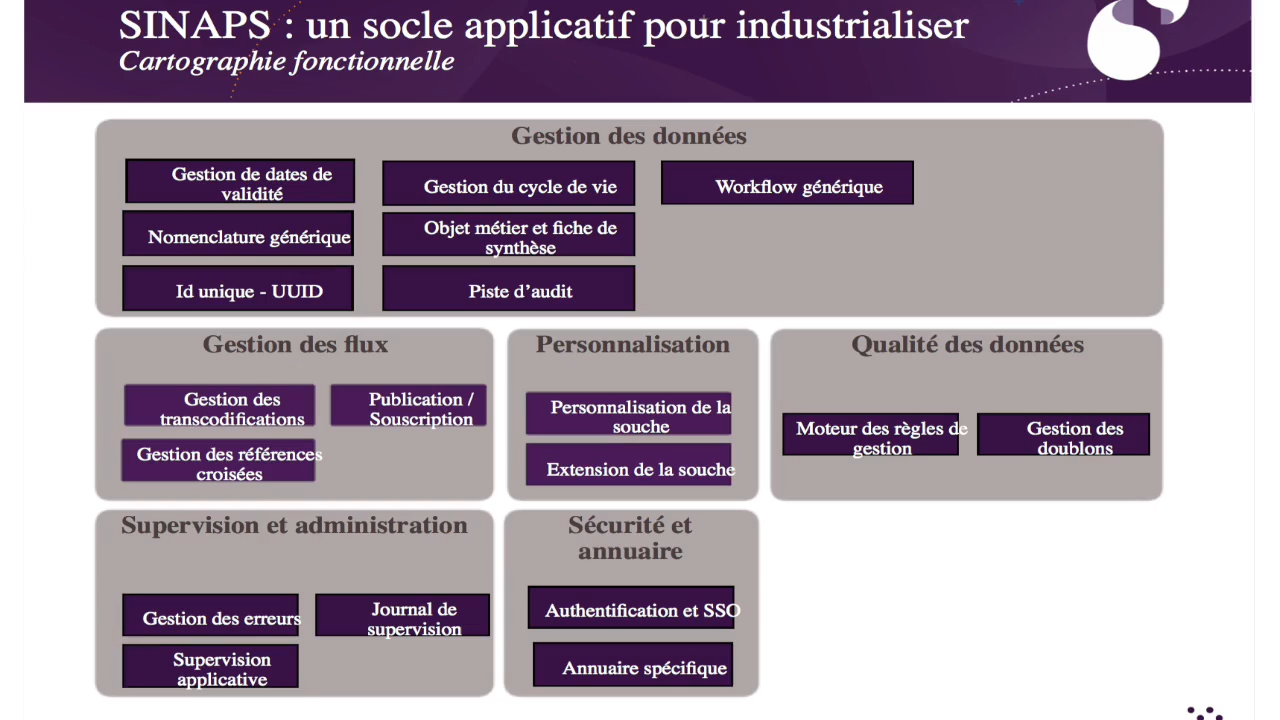 SINAPS : un socle applicatif pour industrialiser
Cartographie fonctionnelle
Gestion des données
Gestion de dates de
validité
Gestion du cycle de vie
Workflow générique
Nomenclature générique
Objet métier et fiche de
synthèse
Id unique - UUID
Piste d’audit
Gestion des flux
Gestion des
transcodifications
Publication /
Souscription
Gestion des références
croisées
Personnalisation
Personnalisation de la
souche
Extension de la souche
Qualité des données
Moteur des règles de
gestion
Gestion des
doublons
Supervision et administration
Gestion des erreurs
Journal de
supervision
Supervision
applicative
Sécurité et
annuaire
Authentification et SSO
Annuaire spécifique